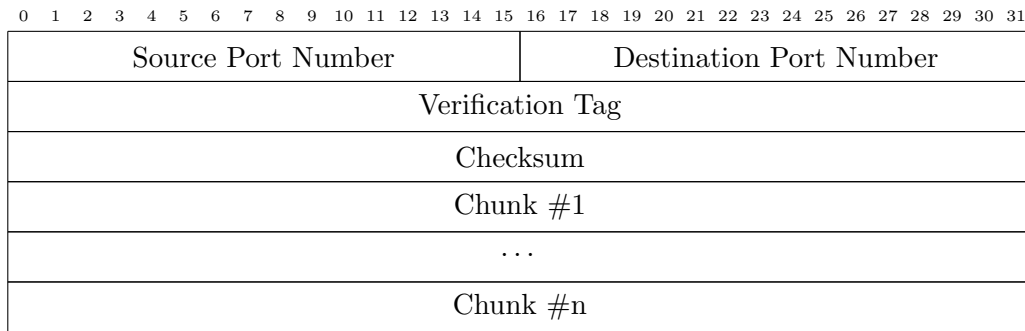 0 1 2 3 4 5 6 7 8 9 10 11 12 13 14 15 16 17 18 19 20 21 22 23 24 25 26 27 28 29 30 31
Source Port Number Destination Port Number
Verification Tag
Checksum
Chunk #1
...
Chunk #n